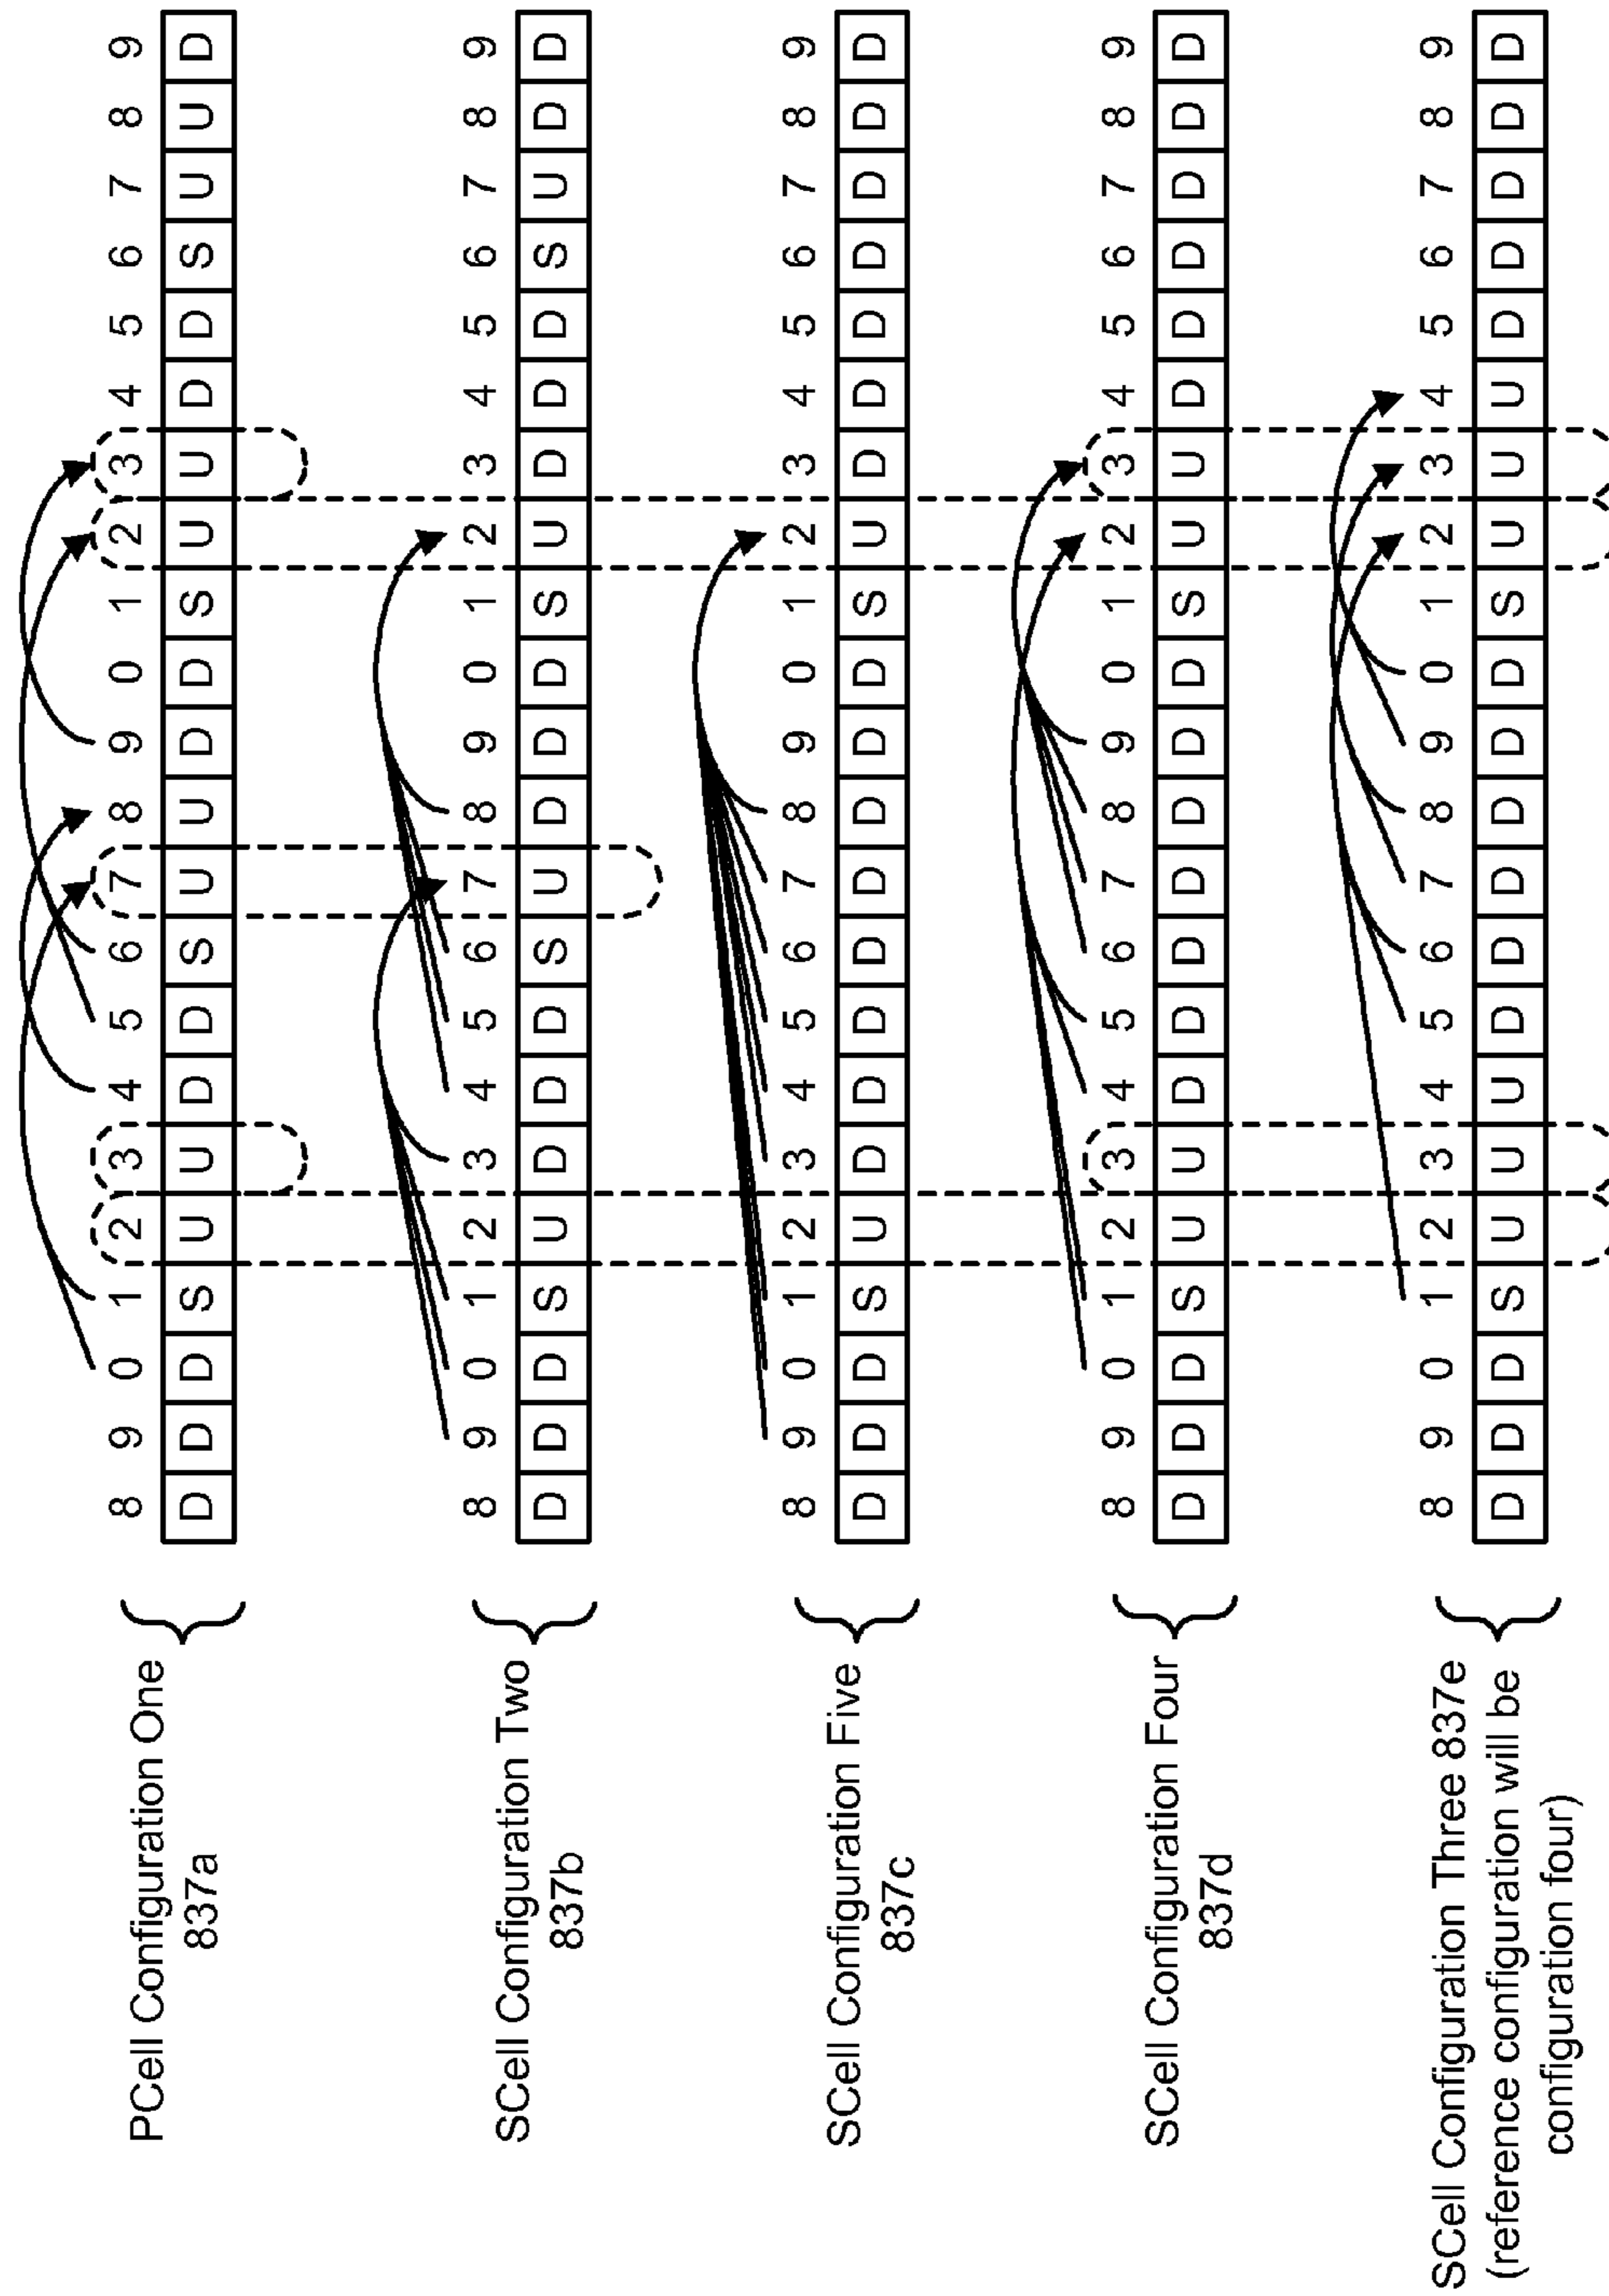 PCell Configuration One
837a
8 9 0 1 2 3 4 5 6 7 8 9 0 1 2 3 4 5 6 7 8 9
D D D S U U D D S U U D D S U U D D S U U D
SCell Configuration Two
837b
8 9 0 1 2 3 4 5 6 7 8 9 0 1 2 3 4 5 6 7 8 9
D D D S U D D D S U D D D S U D D D S U D D
SCell Configuration Five
837c
8 9 0 1 2 3 4 5 6 7 8 9 0 1 2 3 4 5 6 7 8 9
D D D S U D D D D D D D D S U D D D D D D D
SCell Configuration Four
837d
8 9 0 1 2 3 4 5 6 7 8 9 0 1 2 3 4 5 6 7 8 9
D D D S U U D D D D D D D S U U D D D D D D
SCell Configuration Three 837e
(reference configuration will be
configuration four)
8 9 0 1 2 3 4 5 6 7 8 9 0 1 2 3 4 5 6 7 8 9
D D D S U U U D D D D D D S U U U D D D D D